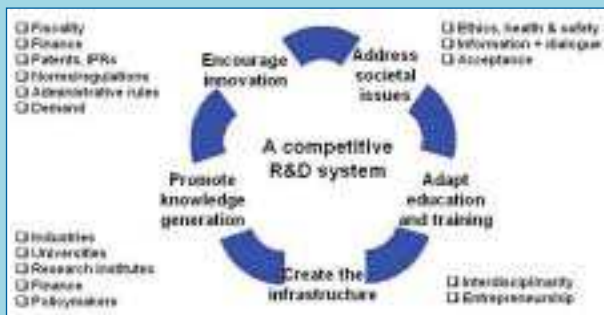 ❑ Fiscality
❑ Finance
❑ Patents, IPRs
❑ Norms/regulations
❑ Administrative rules
❑ Demand
Encourage
innovation
Address
societal
issues
❑ Ethics, health & safety
❑ Information + dialogue
❑ Acceptance
A competitive
R&D system
Promote
knowledge
generation
Adapt
education
and training
❑ Industries
❑ Universities
❑ Research institutes
❑ Finance
❑ Policymakers
Create the
infrastructure
❑ Interdisciplinarity
❑ Entrepreneurship